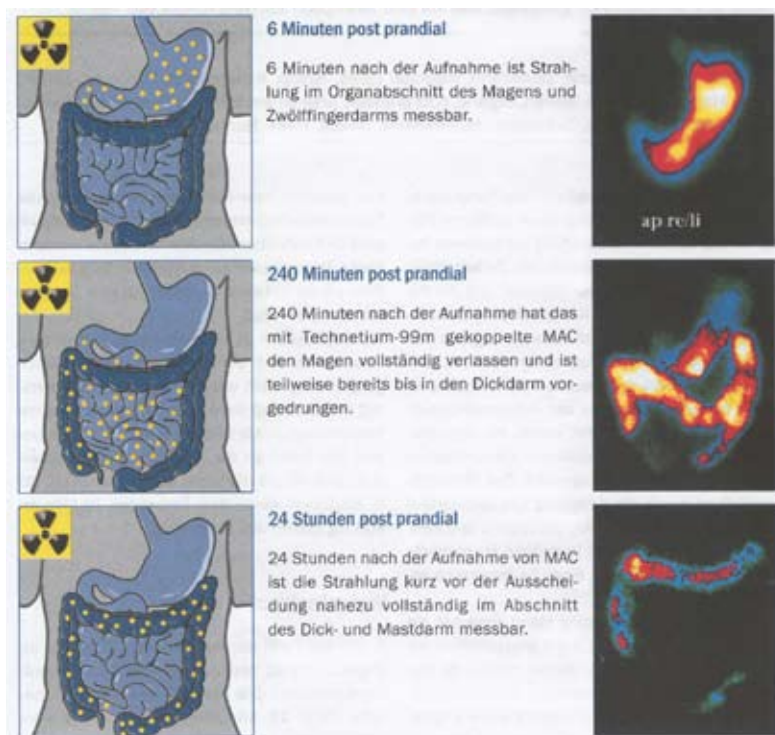 6 Minuten post prandial
6 Minuten nach der Aufnahme ist Strah-
lung im Organabschnitt des Magens und
Zwölffingerdarms messbar.
ap re/li
240 Minuten post prandial
240 Minuten nach der Aufnahme hat das
mit Technetium-99m gekoppelte MAC
den Magen vollständig verlassen und ist
teilweise bereits bis in den Dickdarm vor-
gedrungen.
24 Stunden post prandial
24 Stunden nach der Aufnahme von MAC
ist die Strahlung kurz vor der Ausschei-
dung nahezu vollständig im Abschnitt
des Dick- und Mastdarm messbar.